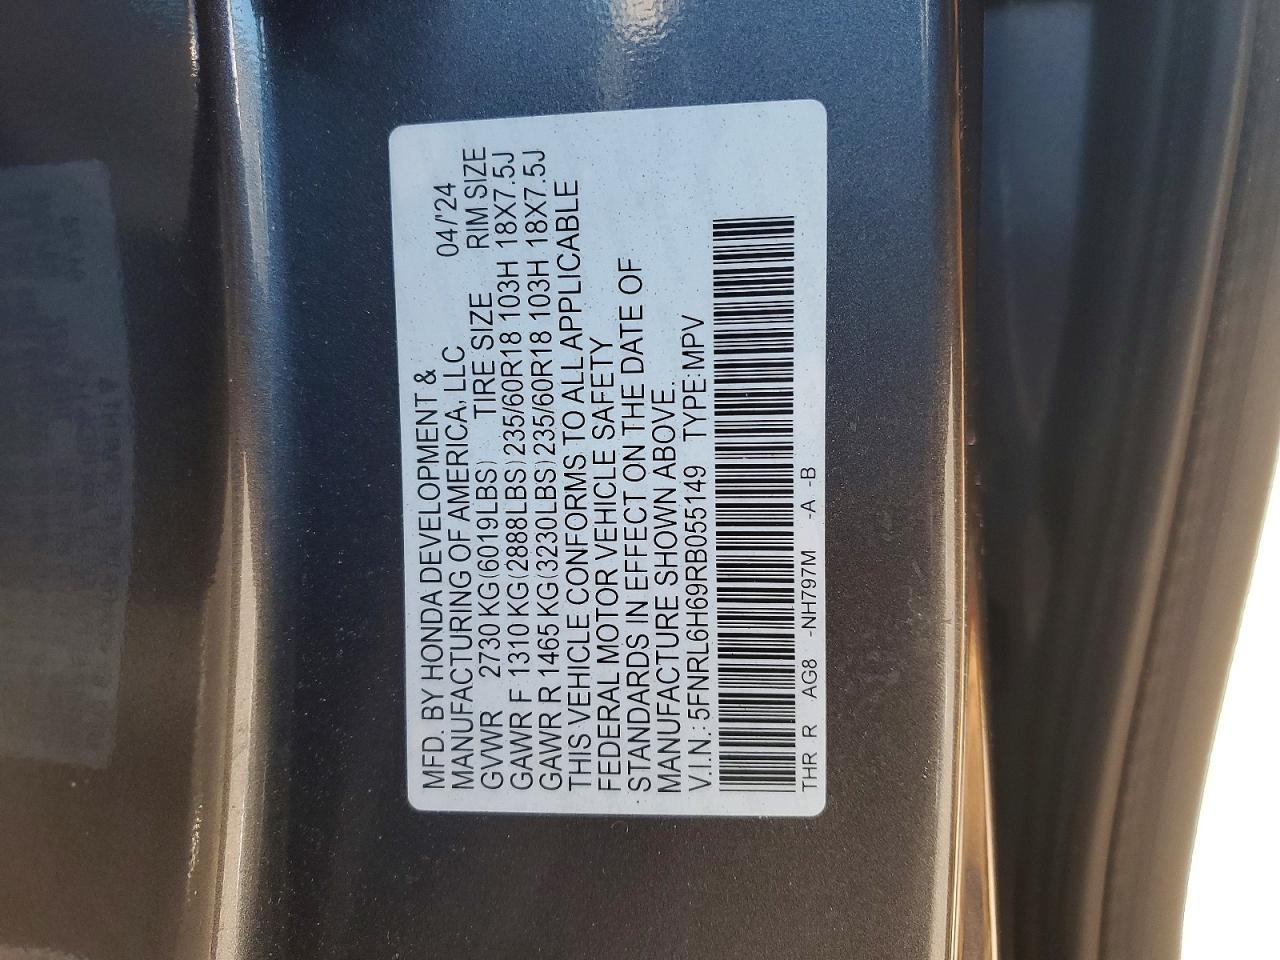 MFD. BY HONDA DEVELOPMENT &
MANUFACTURING OF AMERICA, LLC 04/'24
GVWR 2730 KG(6019LBS) TIRE SIZE RIM SIZE
GAWR F 1310 KG(2888LBS) 235/60R18 103H 18X7.5J
GAWR R 1465 KG(3230LBS) 235/60R18 103H 18X7.5J
THIS VEHICLE CONFORMS TO ALL APPLICABLE
FEDERAL MOTOR VEHICLE SAFETY
STANDARDS IN EFFECT ON THE DATE OF
MANUFACTURE SHOWN ABOVE.
V.I.N.:5FNRL6H69RB055149 TYPE:MPV
THR R AG8 -NH797M -A -B